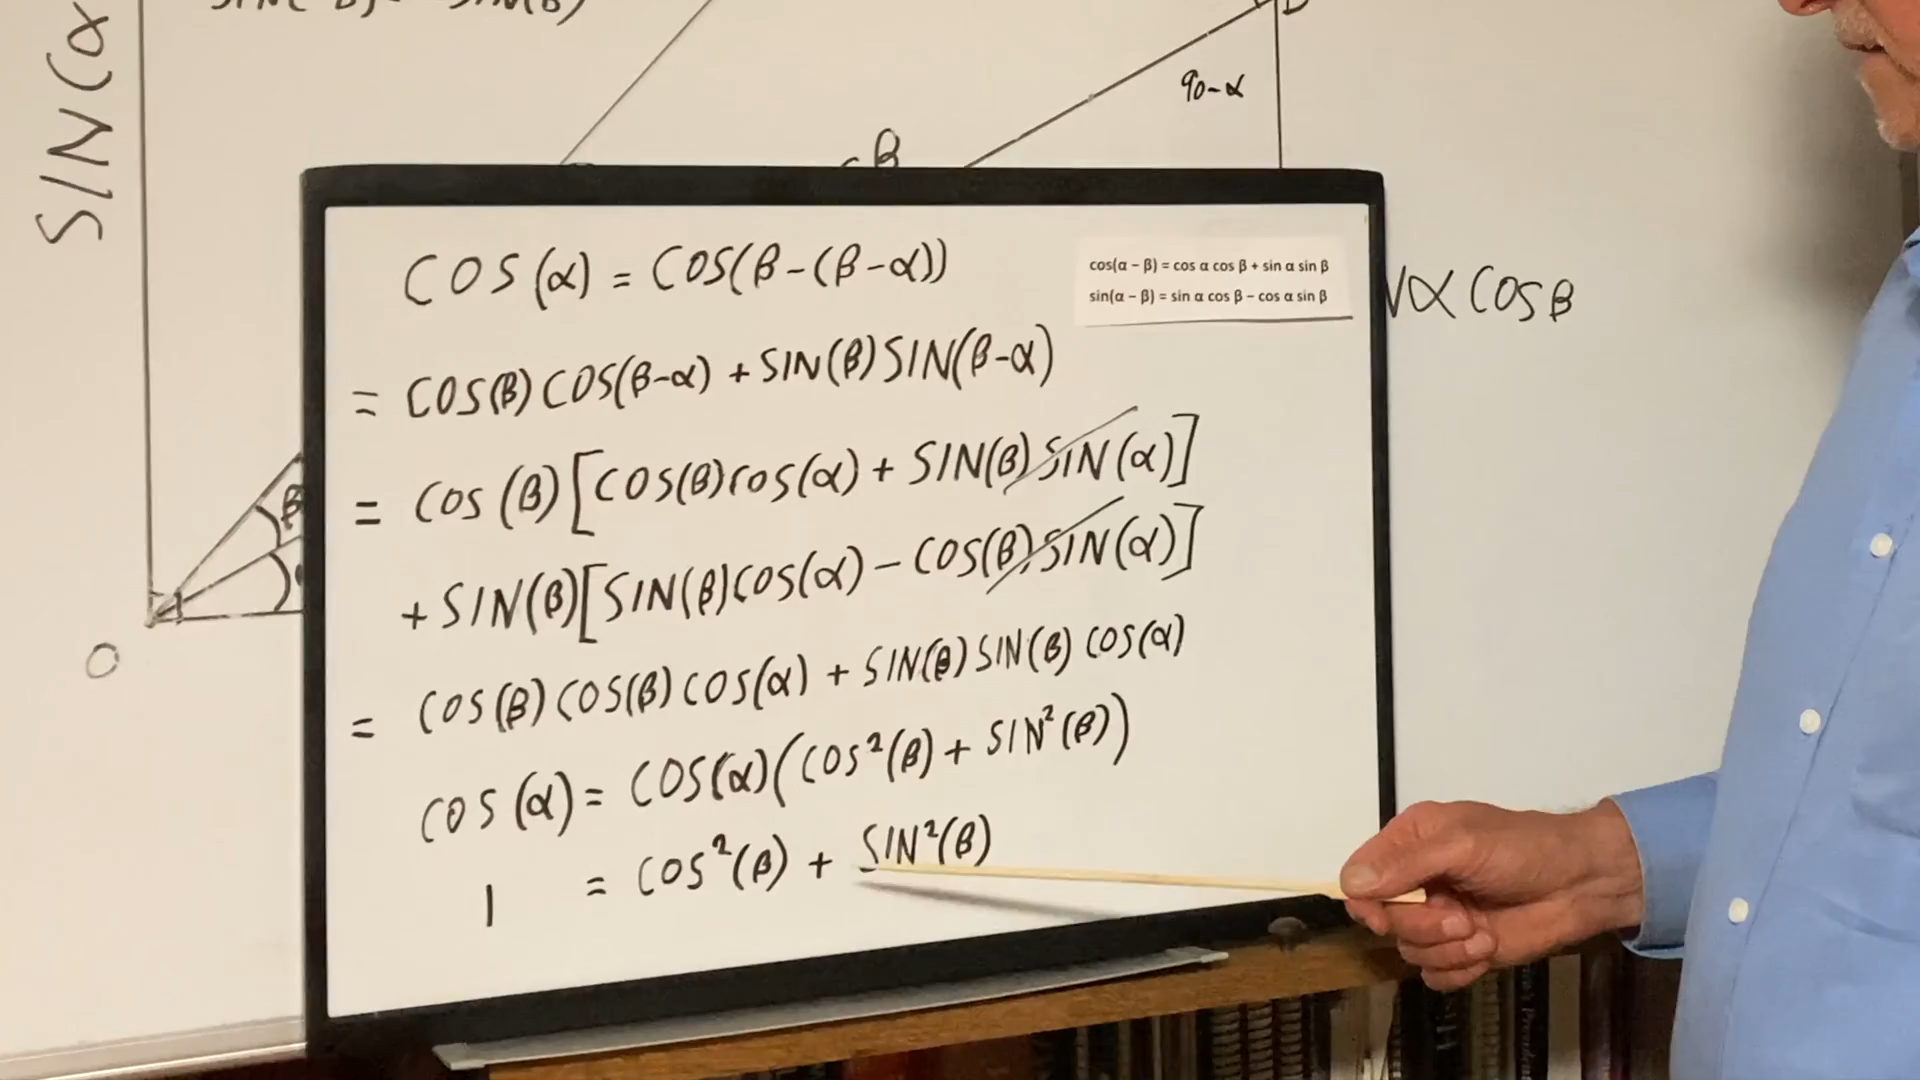 SIN(α
90-α
β
COS(α) = COS(β-(β-α))
cos(α – β) = cos α cos β + sin α sin β
sin(α – β) = sin α cos β – cos α sin β
α COS β
= COS(β) COS(β-α) + SIN(β) SIN(β-α)
= COS(β)[COS(β)COS(α) + SIN(β)SIN(α)]
+ SIN(β)[SIN(β)COS(α) - COS(β)SIN(α)]
β
O
= COS(β) COS(β) COS(α) + SIN(β) SIN(β) COS(α)
COS(α) = COS(α)(COS²(β) + SIN²(β))
1 = COS²(β) + SIN²(β)